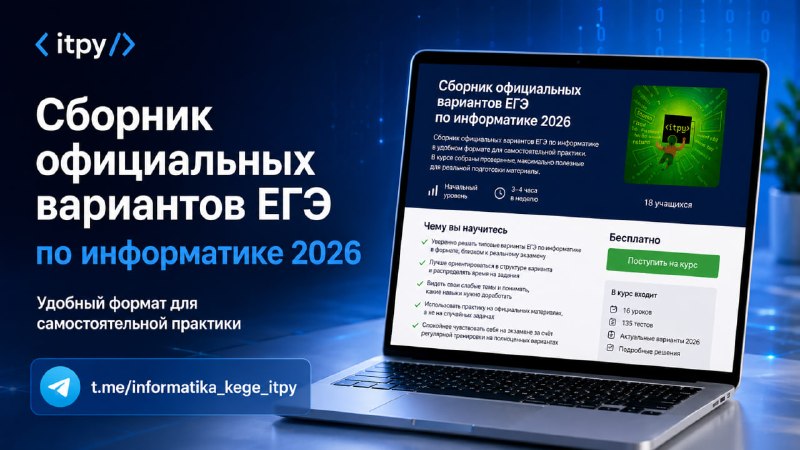 <itpy/>
Сборник
официальных
вариантов ЕГЭ
по информатике 2026
Удобный формат для
самостоятельной практики
t.me/informatika_kege_itpy
Сборник официальных
вариантов ЕГЭ
по информатике 2026
Сборник официальных вариантов ЕГЭ по информатике
в удобном формате для самостоятельной практики.
В курсе собраны проверенные, максимально полезные
для реальной подготовки материалы.
Начальный
уровень
3-4 часа
в неделю
<itpy>
18 учащихся
Чему вы научитесь
Уверенно решать типовые варианты ЕГЭ по информатике
в формате, близком к реальному экзамену
Лучше ориентироваться в структуре варианта
и распределять время на задания
Видеть свои слабые темы и понимать,
какие навыки нужно доработать
Использовать практику на официальных материалах,
а не на случайных задачах
Спокойнее чувствовать себя на экзамене за счёт
регулярной тренировки на полноценных вариантах
Бесплатно
Поступить на курс
В курс входит
16 уроков
135 тестов
Актуальные варианты 2026
Подробные решения